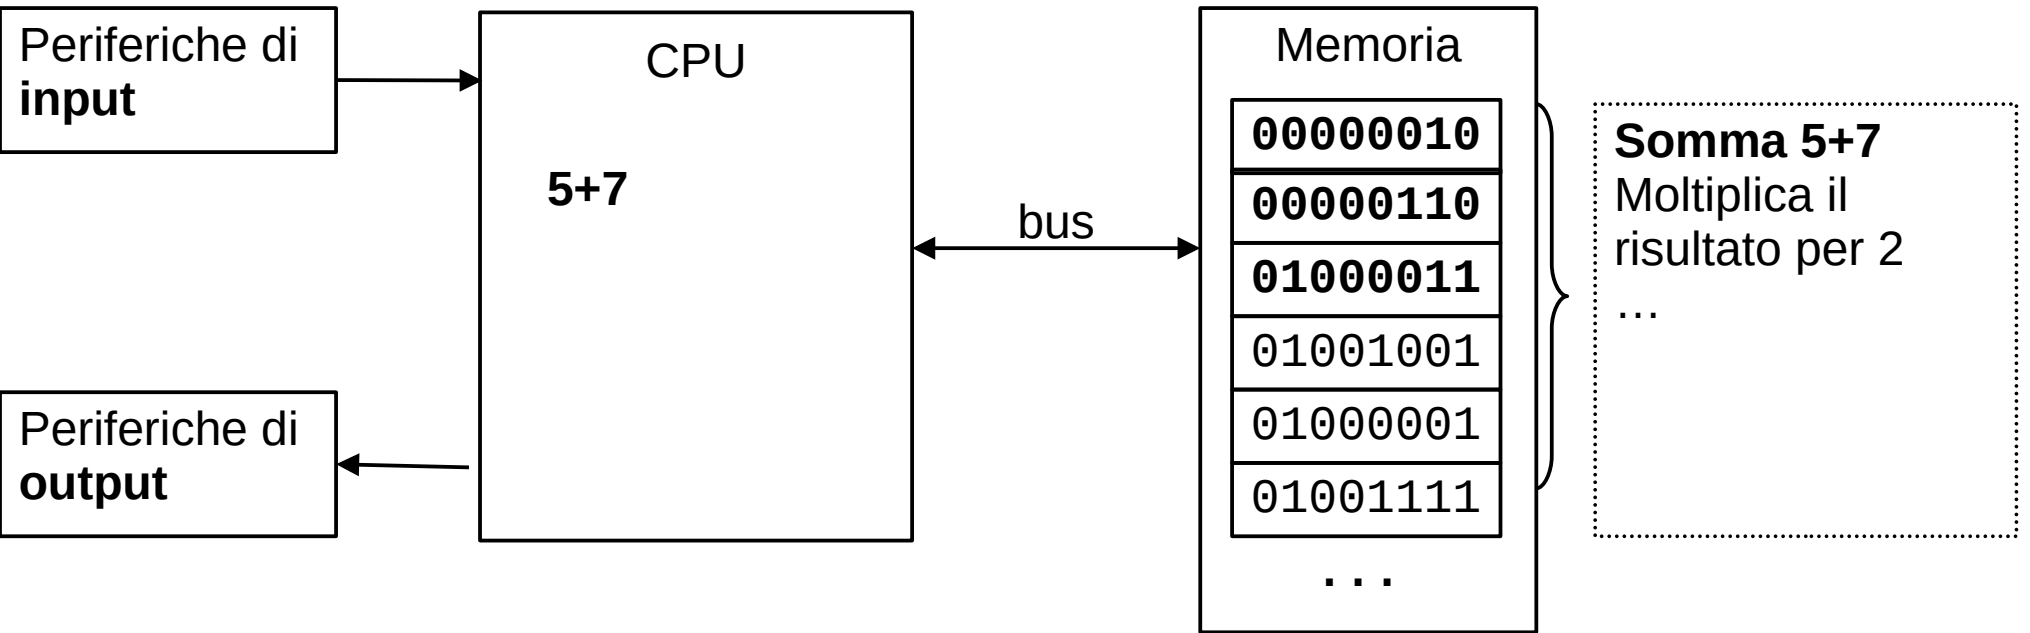 Periferiche di
input
CPU
5+7
Periferiche di
output
bus
Memoria
00000010
00000110
01000011
01001001
01000001
01001111
...
Somma 5+7
Moltiplica il
risultato per 2
…